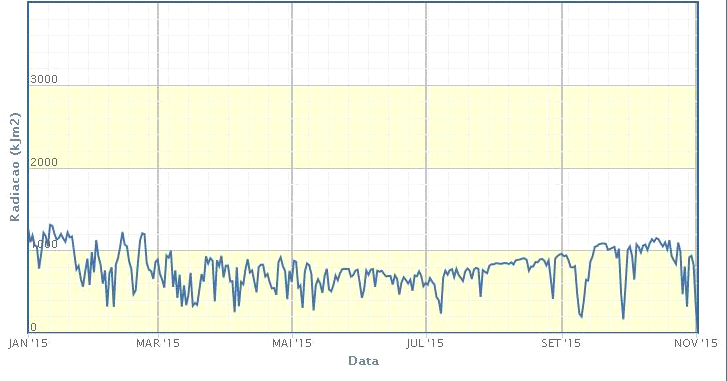 3000
2000
1000
0
Radiacao (kJm2)
JAN '15 MAR '15 MAI '15 JUL '15 SET '15 NOV '15
Data